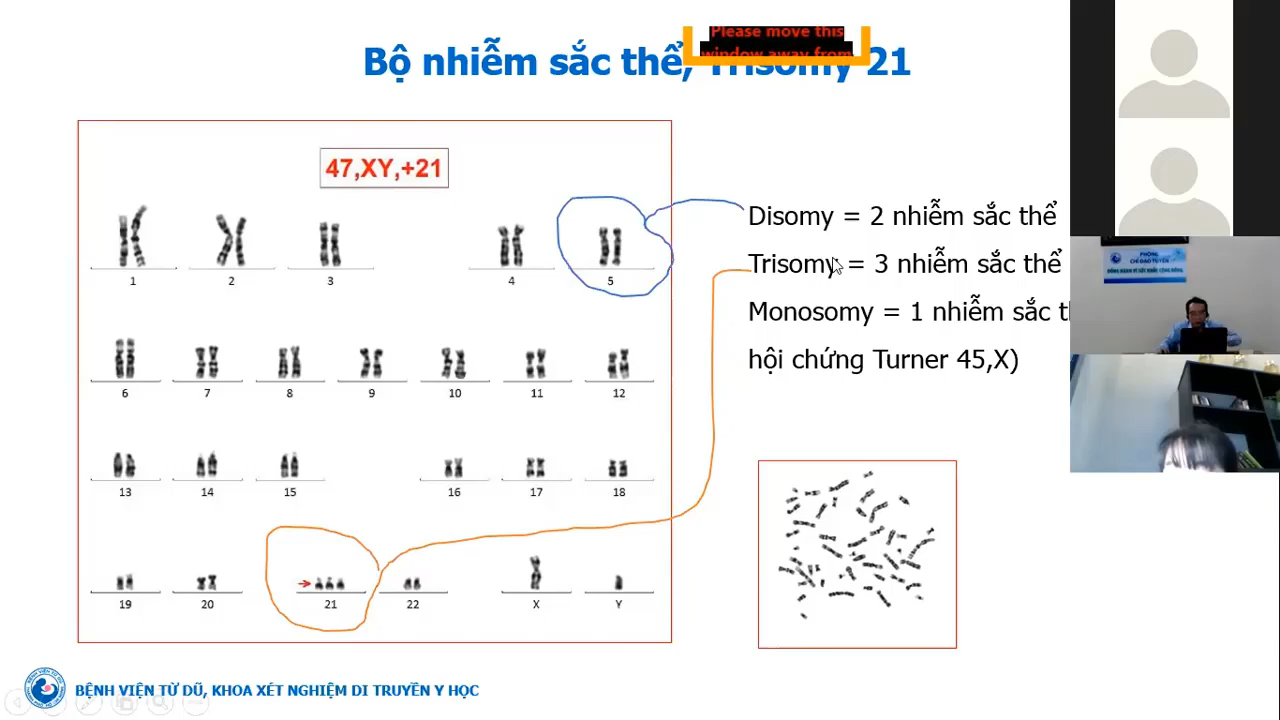 Please move this
window away from
Bộ nhiễm sắc thể, Trisomy 21
47,XY,+21
Disomy = 2 nhiễm sắc thể
Trisomy = 3 nhiễm sắc thể
Monosomy = 1 nhiễm sắc
hội chứng Turner 45,X)
1 2 3 4 5
6 7 8 9 10 11 12
13 14 15 16 17 18
19 20 21 22 X Y
PHÒNG
CHỈ ĐẠO TUYẾN
BỆNH VIỆN TỪ DŨ, KHOA XÉT NGHIỆM DI TRUYỀN Y HỌC